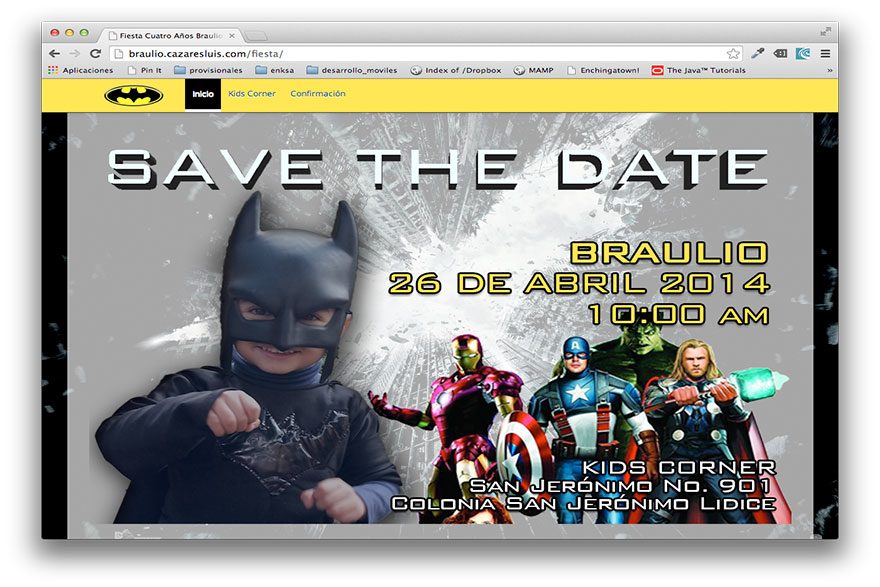 Fiesta Cuatro Años Braulio
braulio.cazaresluis.com/fiesta/
Aplicaciones Pin It provisionales enksa desarrollo_moviles Index of /Dropbox MAMP Enchingatown! The Java™ Tutorials »
Inicio Kids Corner Confirmación
SAVE THE DATE
BRAULIO
26 DE ABRIL 2014
10:00 AM
KIDS CORNER
San Jerónimo No. 901
Colonia San Jerónimo Lidice